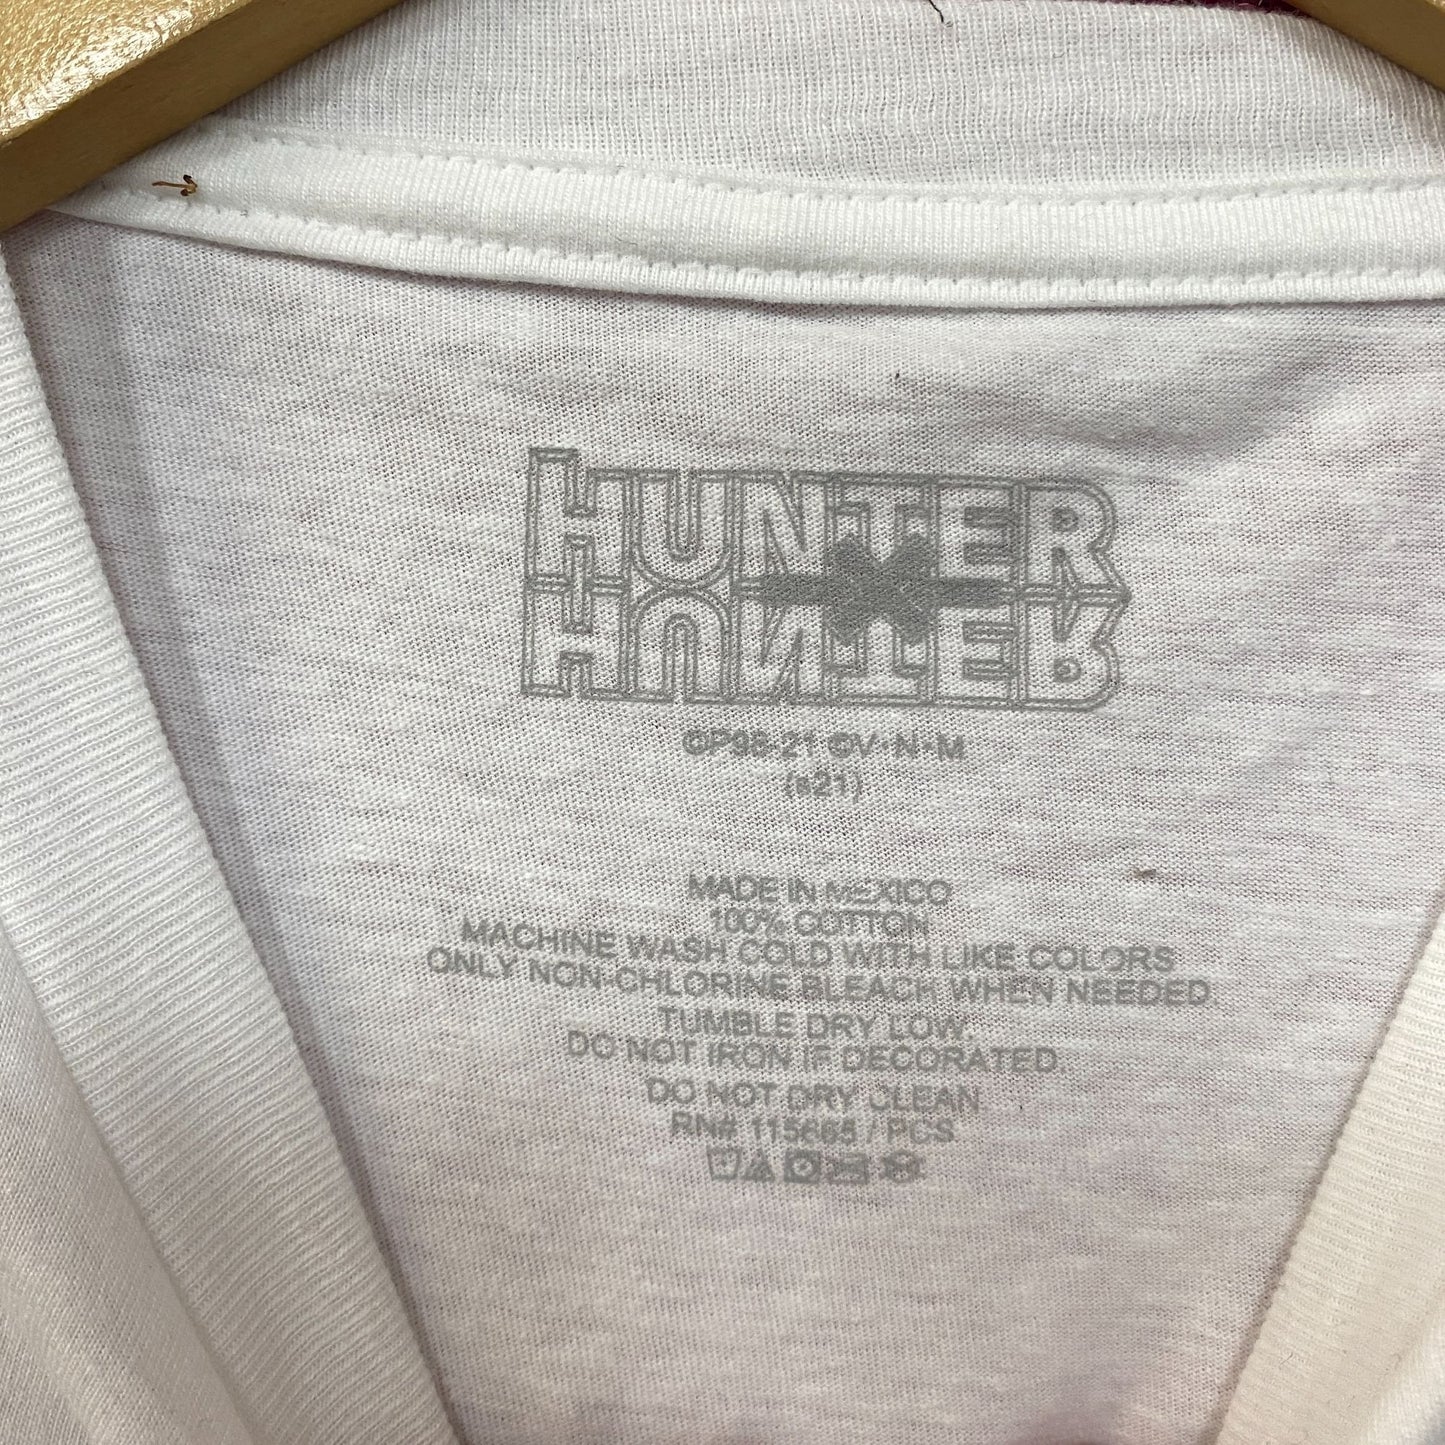 HUNTER
HUNTER
©P98-21 ©V·N·M
(s21)
MADE IN MEXICO
100% COTTON
MACHINE WASH COLD WITH LIKE COLORS
ONLY NON-CHLORINE BLEACH WHEN NEEDED
TUMBLE DRY LOW.
DO NOT IRON IF DECORATED
DO NOT DRY CLEAN
RN# / PCS